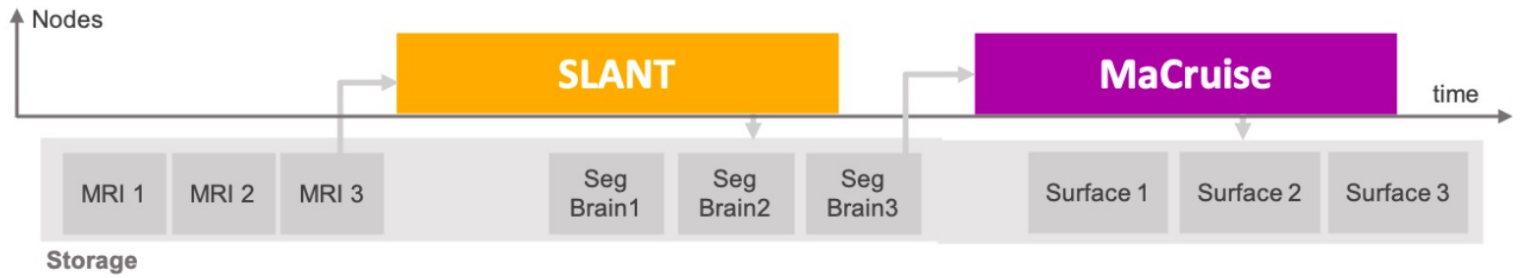 Nodes
SLANT
MaCruise
time
MRI 1
MRI 2
MRI 3
Seg
Brain1
Seg
Brain2
Seg
Brain3
Surface 1
Surface 2
Surface 3
Storage